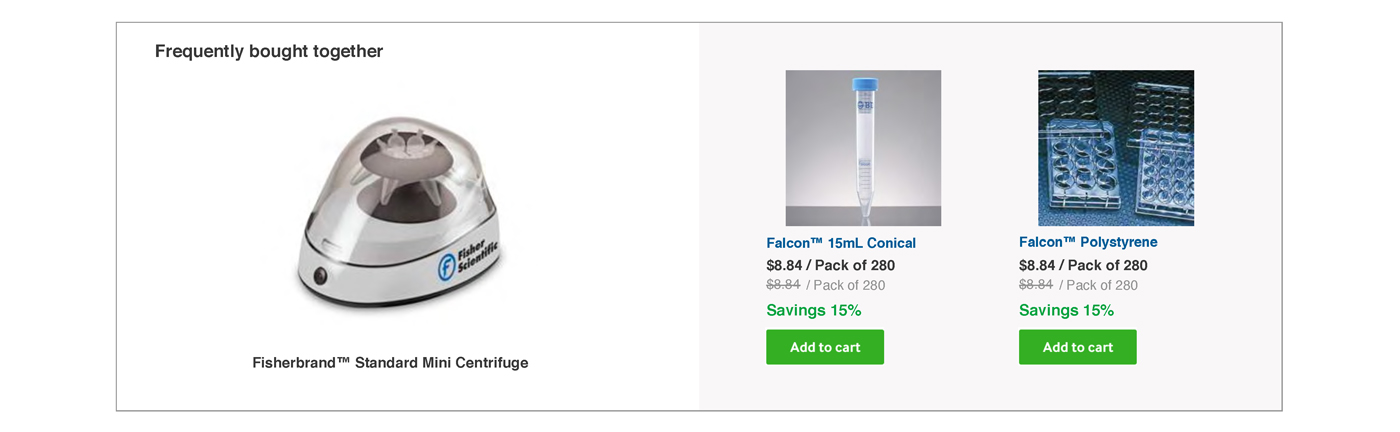 Frequently bought together
Fisher
Scientific
Fisherbrand™ Standard Mini Centrifuge
Falcon™ 15mL Conical
$8.84 / Pack of 280
$8.84 / Pack of 280
Savings 15%
Add to cart
Falcon™ Polystyrene
$8.84 / Pack of 280
$8.84 / Pack of 280
Savings 15%
Add to cart